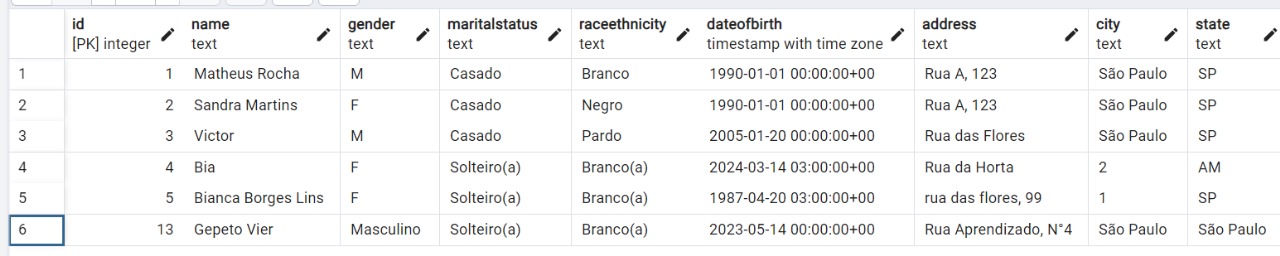 id name gender maritalstatus raceethnicity dateofbirth address city state
[PK] integer text text text text timestamp with time zone text text text
1 1 Matheus Rocha M Casado Branco 1990-01-01 00:00:00+00 Rua A, 123 São Paulo SP
2 2 Sandra Martins F Casado Negro 1990-01-01 00:00:00+00 Rua A, 123 São Paulo SP
3 3 Victor M Casado Pardo 2005-01-20 00:00:00+00 Rua das Flores São Paulo SP
4 4 Bia F Solteiro(a) Branco(a) 2024-03-14 03:00:00+00 Rua da Horta 2 AM
5 5 Bianca Borges Lins F Solteiro(a) Branco(a) 1987-04-20 03:00:00+00 rua das flores, 99 1 SP
6 13 Gepeto Vier Masculino Solteiro(a) Branco(a) 2023-05-14 00:00:00+00 Rua Aprendizado, N°4 São Paulo São Paulo